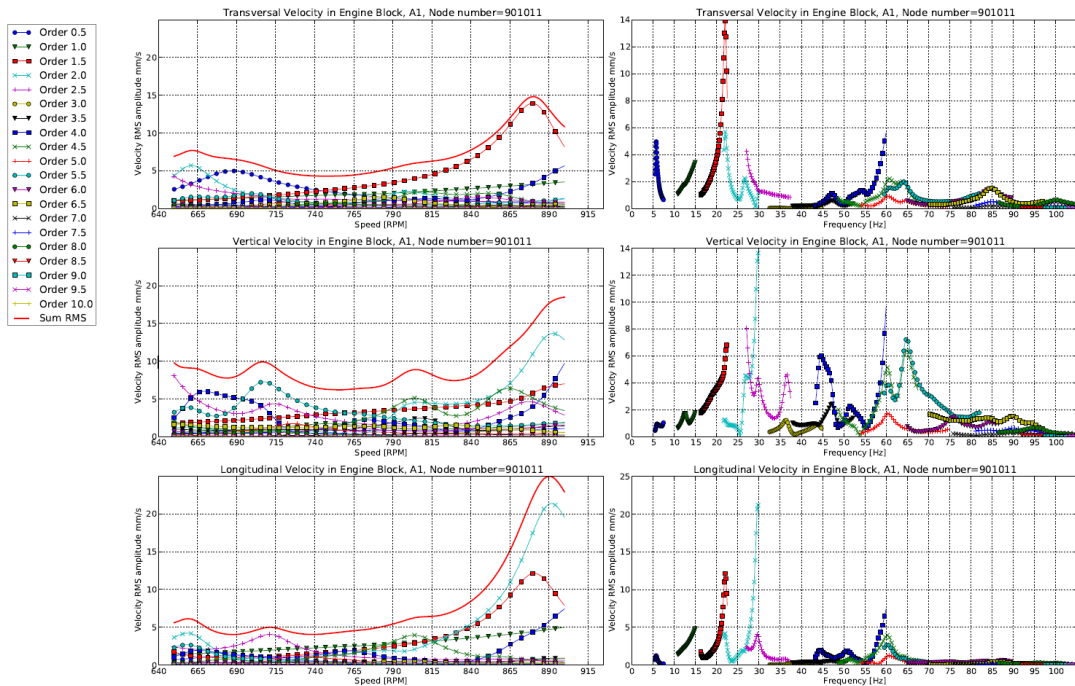 Order 0.5
Order 1.0
Order 1.5
Order 2.0
Order 2.5
Order 3.0
Order 3.5
Order 4.0
Order 4.5
Order 5.0
Order 5.5
Order 6.0
Order 6.5
Order 7.0
Order 7.5
Order 8.0
Order 8.5
Order 9.0
Order 9.5
Order 10.0
Sum RMS
Transversal Velocity in Engine Block, A1, Node number=901011
Velocity RMS amplitude mm/s
20
15
10
5
0
640 665 690 715 740 765 790 815 840 865 890 915
Speed [RPM]
Transversal Velocity in Engine Block, A1, Node number=901011
Velocity RMS amplitude mm/s
14
12
10
8
6
4
2
0
0 5 10 15 20 25 30 35 40 45 50 55 60 65 70 75 80 85 90 95 100
Frequency [Hz]
Vertical Velocity in Engine Block, A1, Node number=901011
Velocity RMS amplitude mm/s
20
15
10
5
0
640 665 690 715 740 765 790 815 840 865 890 915
Speed [RPM]
Vertical Velocity in Engine Block, A1, Node number=901011
Velocity RMS amplitude mm/s
14
12
10
8
6
4
2
0
0 5 10 15 20 25 30 35 40 45 50 55 60 65 70 75 80 85 90 95 100
Frequency [Hz]
Longitudinal Velocity in Engine Block, A1, Node number=901011
Velocity RMS amplitude mm/s
25
20
15
10
5
0
640 665 690 715 740 765 790 815 840 865 890 915
Speed [RPM]
Longitudinal Velocity in Engine Block, A1, Node number=901011
Velocity RMS amplitude mm/s
25
20
15
10
5
0
0 5 10 15 20 25 30 35 40 45 50 55 60 65 70 75 80 85 90 95 100
Frequency [Hz]